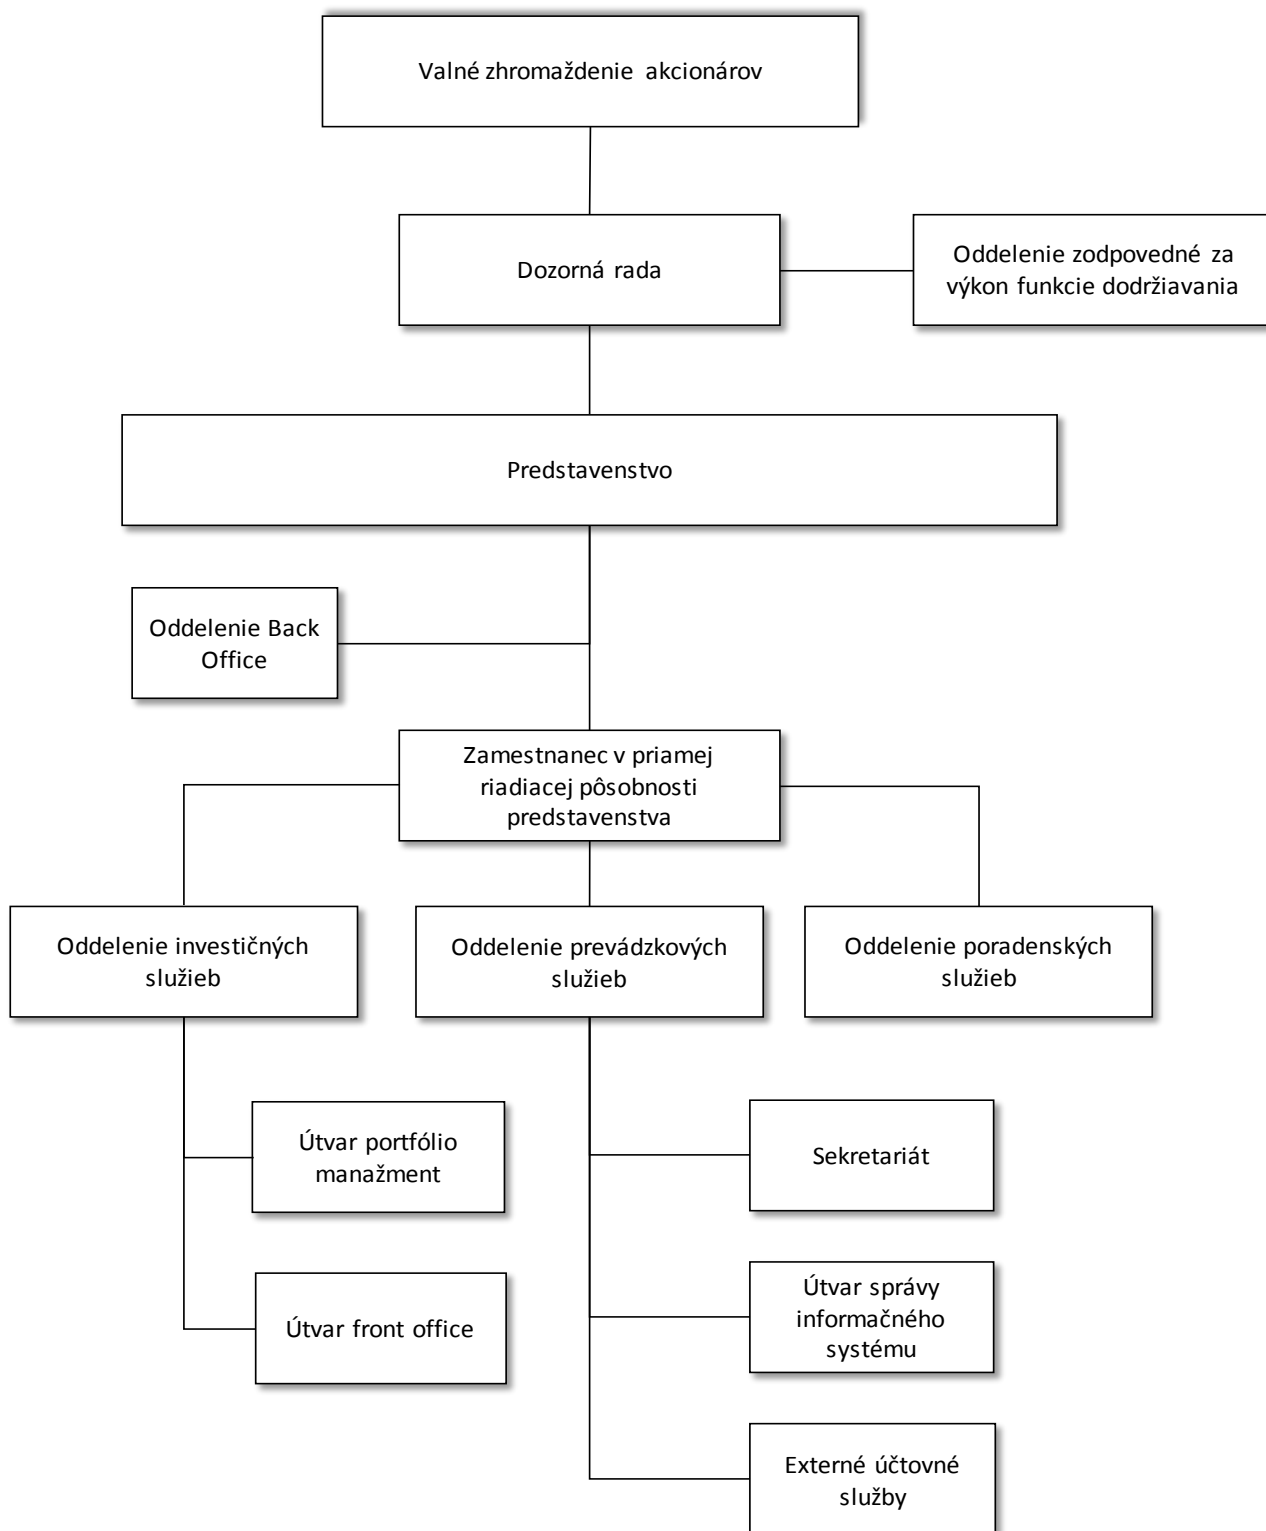 Valné zhromaždenie akcionárov
Dozorná rada
Oddelenie zodpovedné za
výkon funkcie dodržiavania
Predstavenstvo
Oddelenie Back
Office
Zamestnanec v priamej
riadiacej pôsobnosti
predstavenstva
Oddelenie investičných
služieb
Oddelenie prevádzkových
služieb
Oddelenie poradenských
služieb
Útvar portfólio
manažment
Sekretariát
Útvar front office
Útvar správy
informačného
systému
Externé účtovné
služby